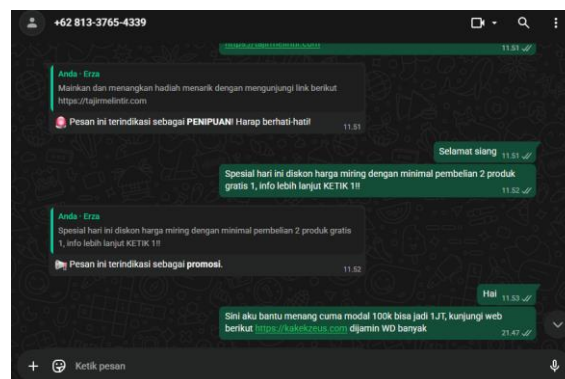 +62 813-3765-4339
https://tajirmelintir.com
11.51
Anda · Erza
Mainkan dan menangkan hadiah menarik dengan mengunjungi link berikut
https://tajirmelintir.com
Pesan ini terindikasi sebagai PENIPUAN! Harap berhati-hati!
11.51
Selamat siang 11.51
Spesial hari ini diskon harga miring dengan minimal pembelian 2 produk
gratis 1, info lebih lanjut KETIK 1!!
11.52
Anda · Erza
Spesial hari ini diskon harga miring dengan minimal pembelian 2 produk gratis
1, info lebih lanjut KETIK 1!!
Pesan ini terindikasi sebagai promosi.
11.52
Hai 11.53
Sini aku bantu menang cuma modal 100k bisa jadi 1JT, kunjungi web
berikut https://kakekzeus.com dijamin WD banyak
21.47
Ketik pesan